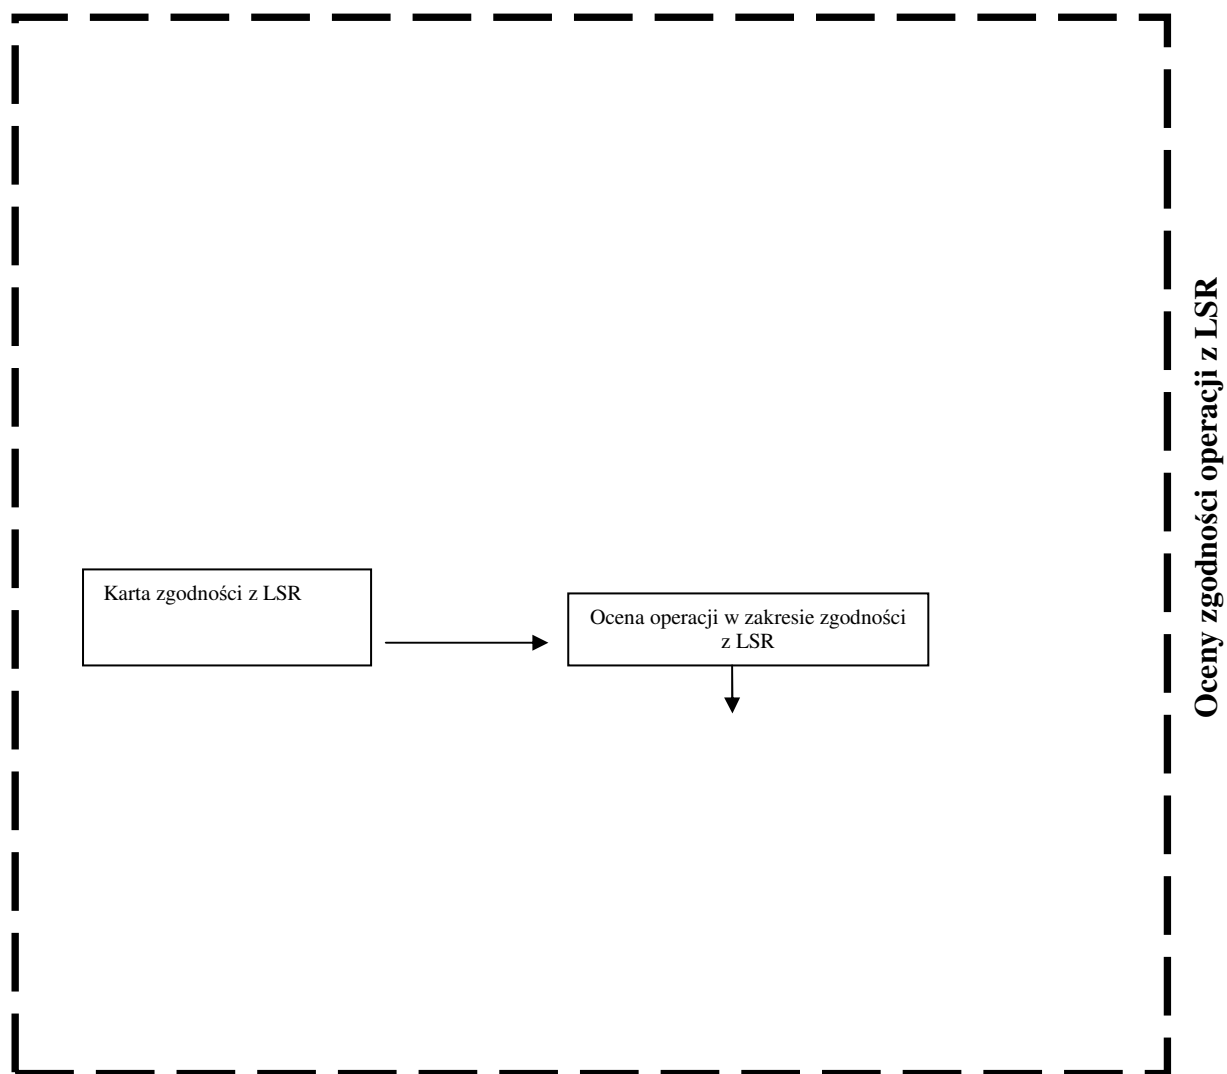 Karta zgodności z LSR
Ocena operacji w zakresie zgodności
z LSR
Oceny zgodności operacji z LSR